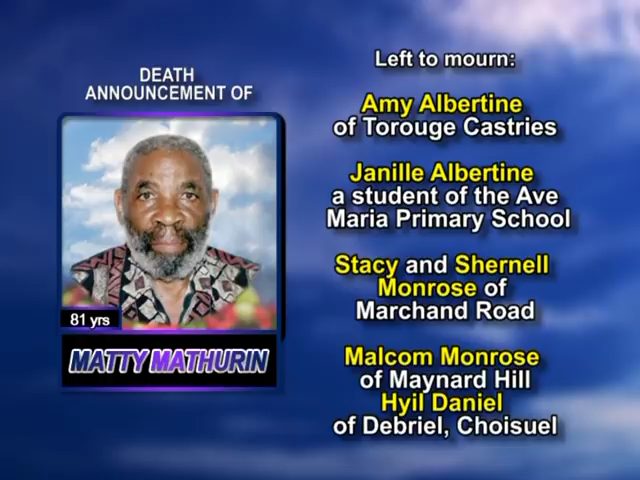 DEATH
ANNOUNCEMENT OF
81 yrs
MATTY MATHURIN
Left to mourn:
Amy Albertine
of Torouge Castries
Janille Albertine
a student of the Ave
Maria Primary School
Stacy and Shernell
Monrose of
Marchand Road
Malcom Monrose
of Maynard Hill
Hyil Daniel
of Debriel, Choisuel